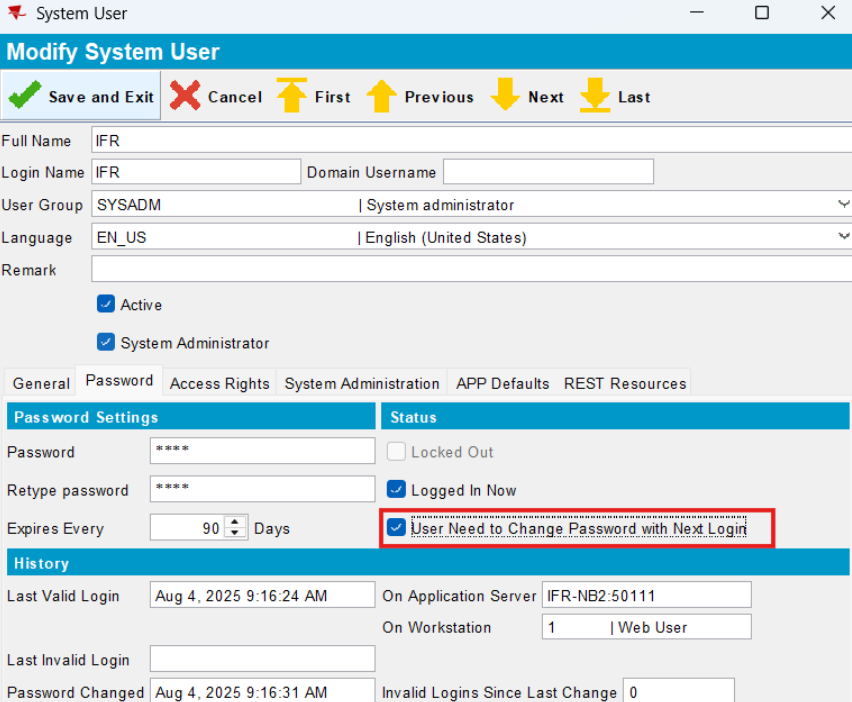 System User
Modify System User
Save and Exit Cancel First Previous Next Last
Full Name IFR
Login Name IFR Domain Username
User Group SYSADM | System administrator
Language EN_US | English (United States)
Remark
Active
System Administrator
General Password Access Rights System Administration APP Defaults REST Resources
Password Settings Status
Password **** Locked Out
Retype password **** Logged In Now
Expires Every 90 Days User Need to Change Password with Next Login
History
Last Valid Login Aug 4, 2025 9:16:24 AM On Application Server IFR-NB2:50111
On Workstation 1 | Web User
Last Invalid Login
Password Changed Aug 4, 2025 9:16:31 AM Invalid Logins Since Last Change 0